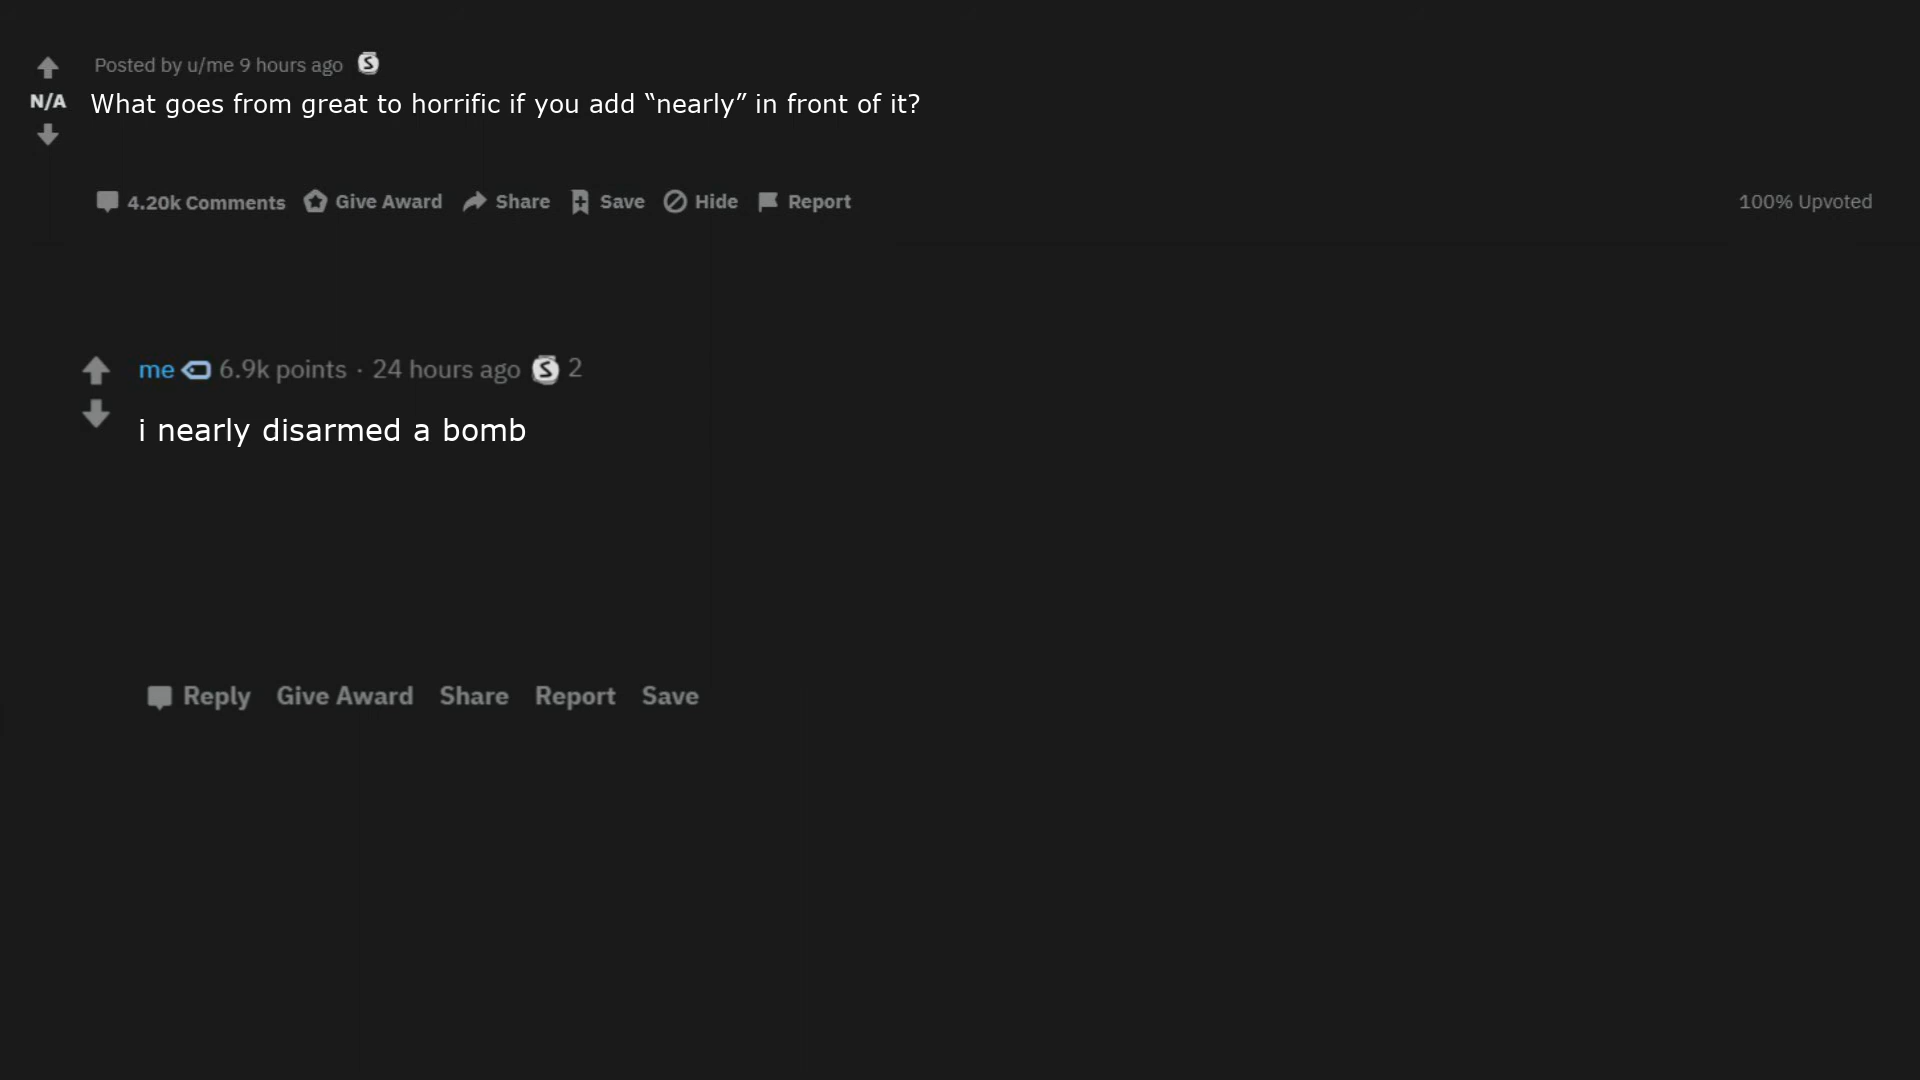 Posted by u/me 9 hours ago
N/A What goes from great to horrific if you add “nearly” in front of it?
4.20k Comments Give Award Share Save Hide Report 100% Upvoted
me 6.9k points · 24 hours ago S 2
i nearly disarmed a bomb
Reply Give Award Share Report Save